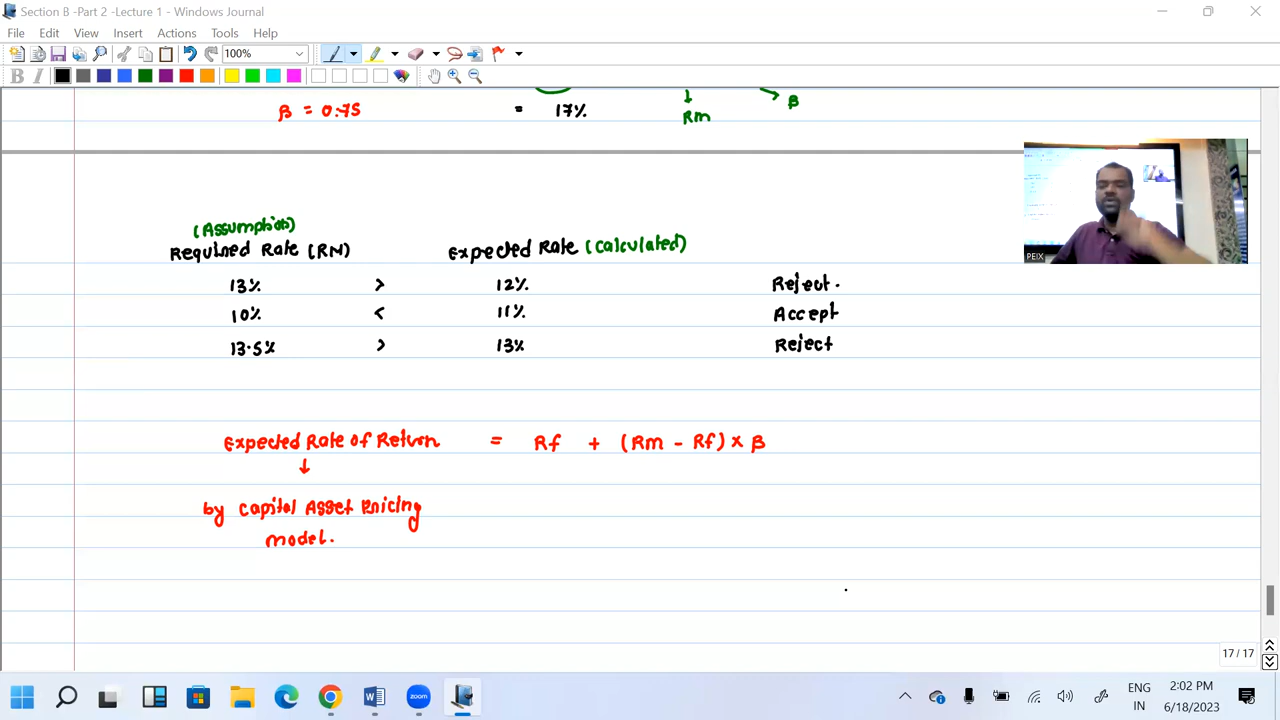 Section B -Part 2 -Lecture 1 - Windows Journal
File Edit View Insert Actions Tools Help
100%
B I
β = 0.75 = 17% Rm β
(Assumption)
Required Rate (RN) Expected Rate (Calculated)
13% > 12% Reject.
10% < 11% Accept
13.5% > 13% Reject
Expected Rate of Return = Rf + (Rm - Rf) × β
by Capital Asset Pricing
model.
PEIX
17 / 17
zoom
ENG
IN
2:02 PM
6/18/2023